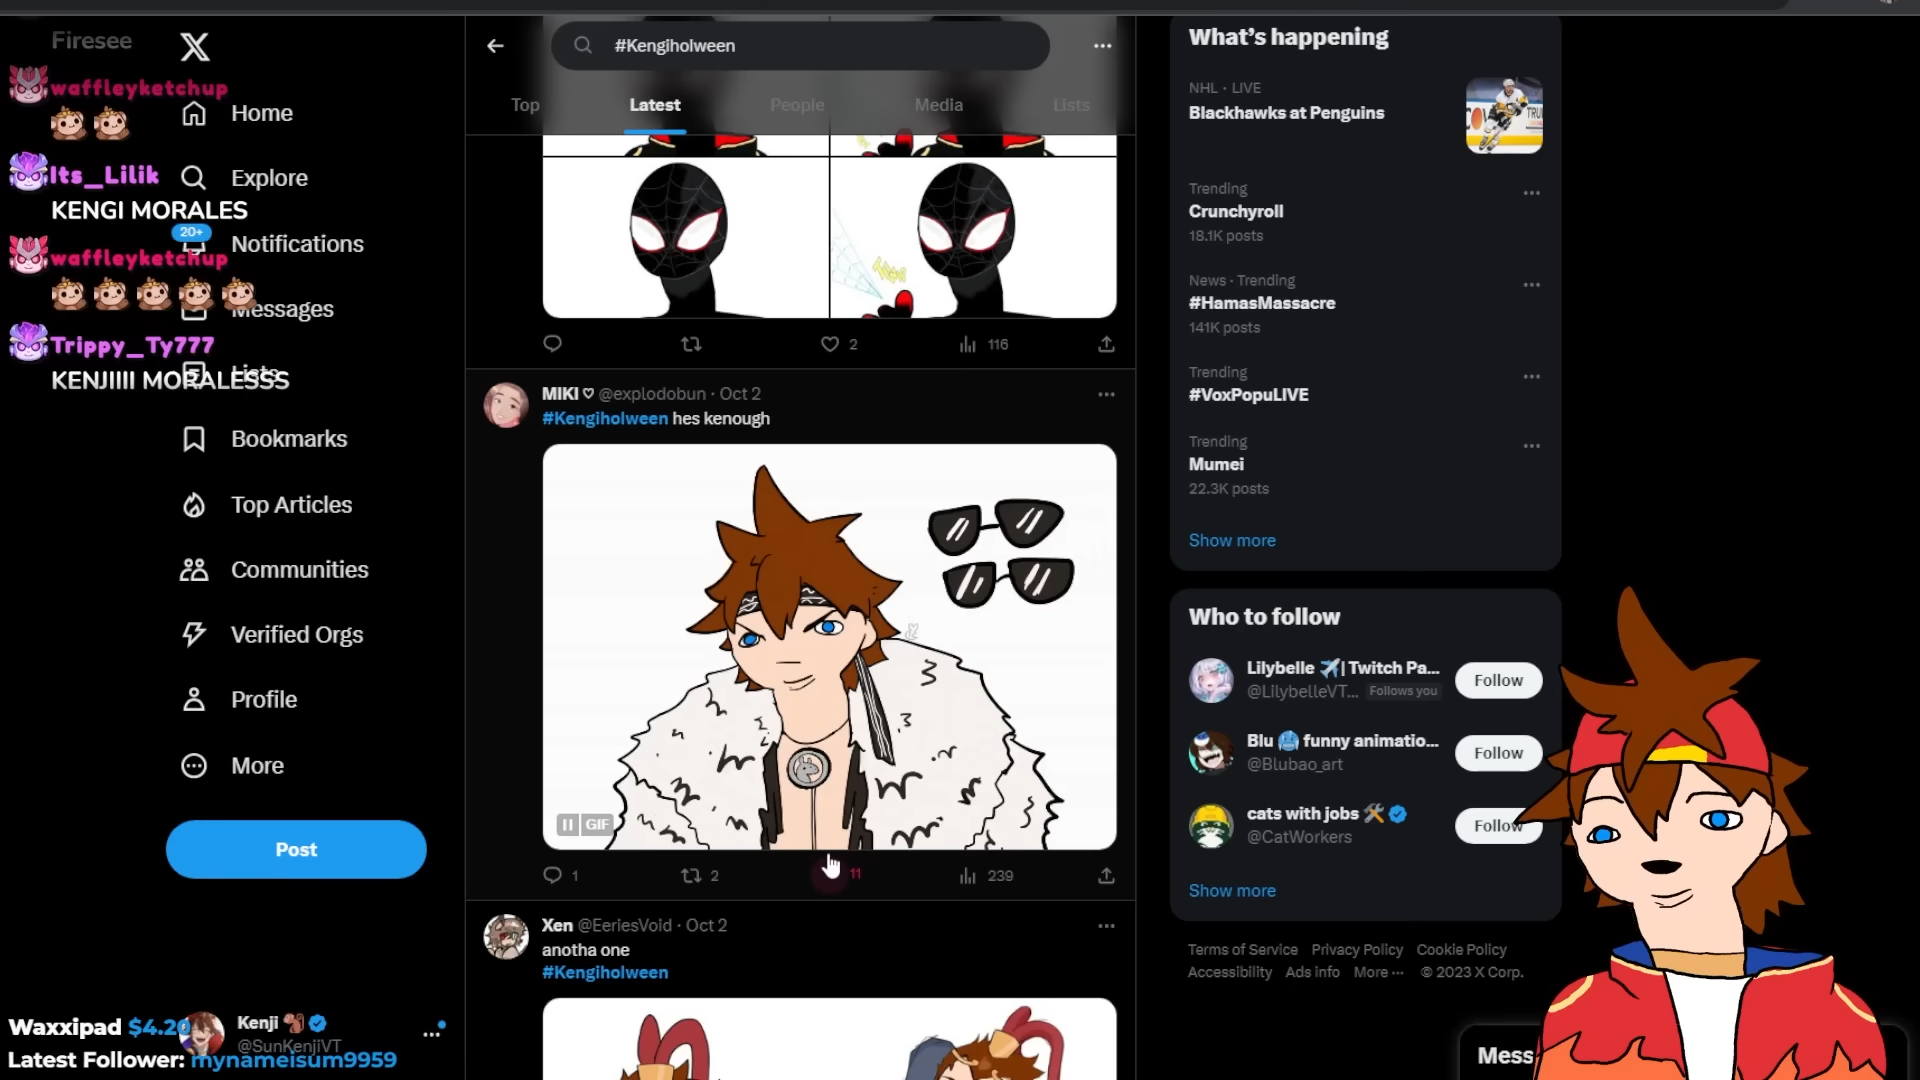 Firesee
waffleyketchup
Its_Lilik
KENGI MORALES
waffleyketchup
Trippy_Ty777
KENJIIII MORALESSS
Home
Explore
20+
Notifications
Messages
Lists
Bookmarks
Top Articles
Communities
Verified Orgs
Profile
More
Post
Waxxipad $4.20
Kenji
@SunKenjiVT
Latest Follower: mynameisum9959
#Kengiholween
Top
Latest
People
Media
Lists
2
116
MIKI ♡ @explodobun · Oct 2
#Kengiholween hes kenough
GIF
1
2
11
239
Xen @EeriesVoid · Oct 2
anotha one
#Kengiholween
What's happening
NHL · LIVE
Blackhawks at Penguins
Trending
Crunchyroll
18.1K posts
News · Trending
#HamasMassacre
141K posts
Trending
#VoxPopuLIVE
Trending
Mumei
22.3K posts
Show more
Who to follow
Lilybelle ✈️| Twitch Pa...
@LilybelleVT... Follows you
Follow
Blu 🥶 funny animatio...
@Blubao_art
Follow
cats with jobs 🛠️
@CatWorkers
Follow
Show more
Terms of Service Privacy Policy Cookie Policy
Accessibility Ads info More ··· © 2023 X Corp.
Mess